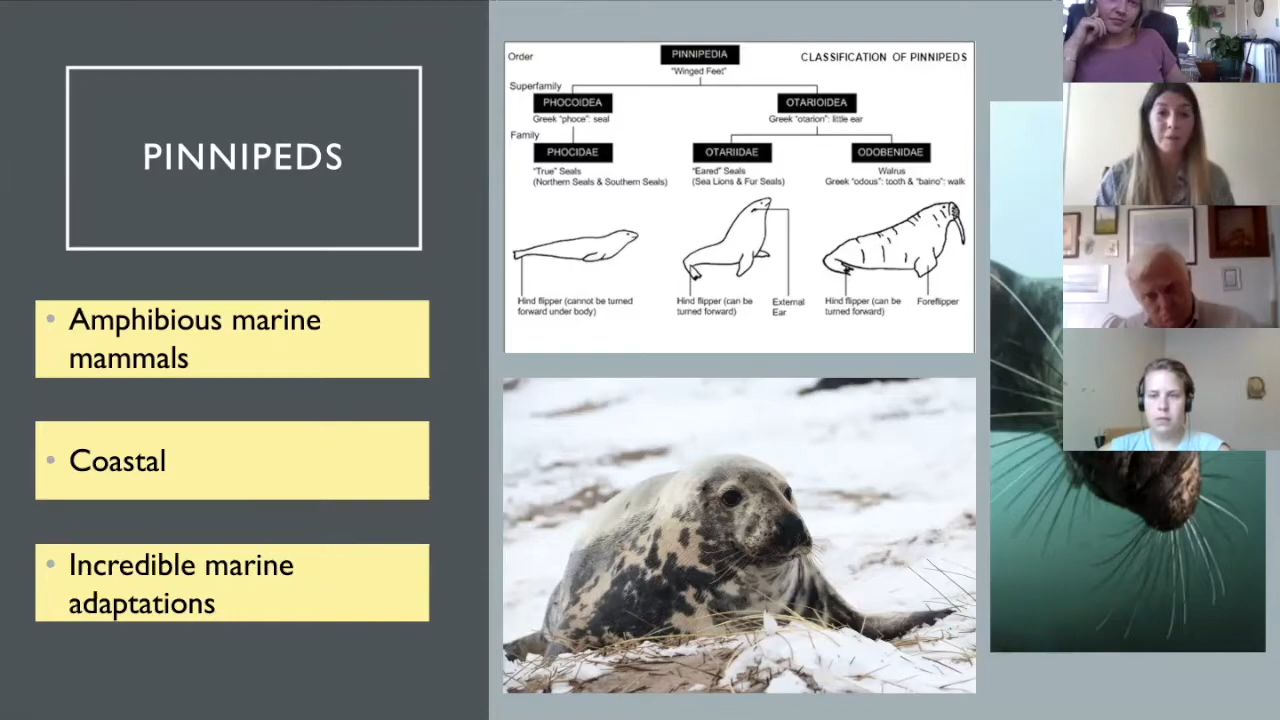 PINNIPEDS
• Amphibious marine
mammals
• Coastal
• Incredible marine
adaptations
Order
PINNIPEDIA
CLASSIFICATION OF PINNIPEDS
"Winged Feet"
Superfamily
PHOCOIDEA
OTARIOIDEA
Greek "phoce": seal
Greek "otarion": little ear
Family
PHOCIDAE
OTARIIDAE
ODOBENIDAE
"True" Seals
(Northern Seals & Southern Seals)
"Eared" Seals
(Sea Lions & Fur Seals)
Walrus
Greek "odous": tooth & "baino": walk
Hind flipper (cannot be turned
forward under body)
Hind flipper (can be
turned forward)
External
Ear
Hind flipper (can be
turned forward)
Foreflipper